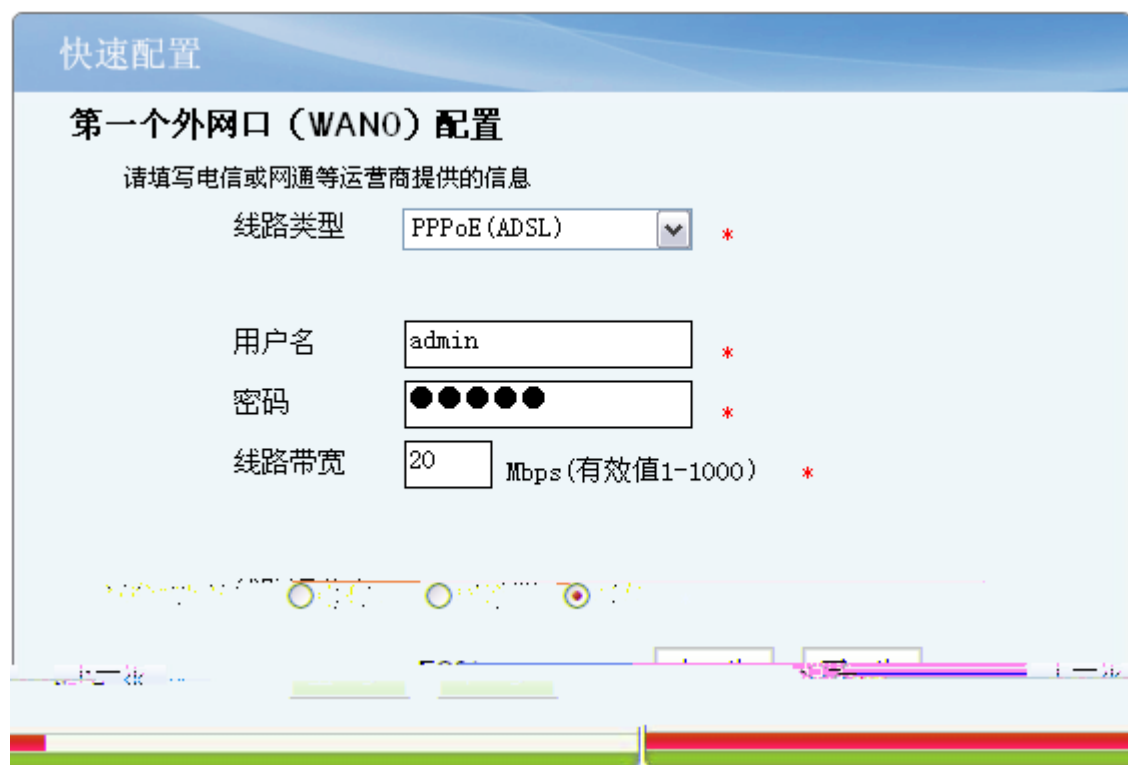 快速配置
第一个外网口（WAN0）配置
请填写电信或网通等运营商提供的信息
线路类型 PPPoE(ADSL) *
用户名 admin *
密码 ●●●●● *
线路带宽 20 Mbps(有效值1-1000) *